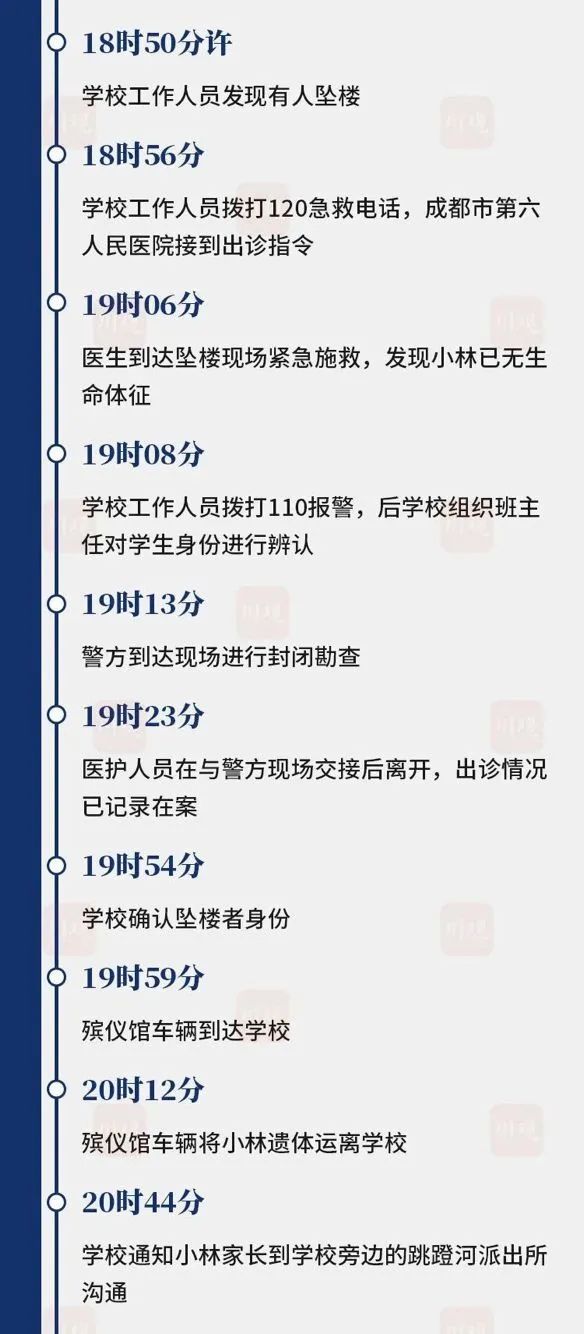 18时50分许
学校工作人员发现有人坠楼
18时56分
学校工作人员拨打120急救电话，成都市第六
人民医院接到出诊指令
19时06分
医生到达坠楼现场紧急施救，发现小林已无生
命体征
19时08分
学校工作人员拨打110报警，后学校组织班主
任对学生身份进行辨认
19时13分
警方到达现场进行封闭勘查
19时23分
医护人员在与警方现场交接后离开，出诊情况
已记录在案
19时54分
学校确认坠楼者身份
19时59分
殡仪馆车辆到达学校
20时12分
殡仪馆车辆将小林遗体运离学校
20时44分
学校通知小林家长到学校旁边的跳蹬河派出所
沟通